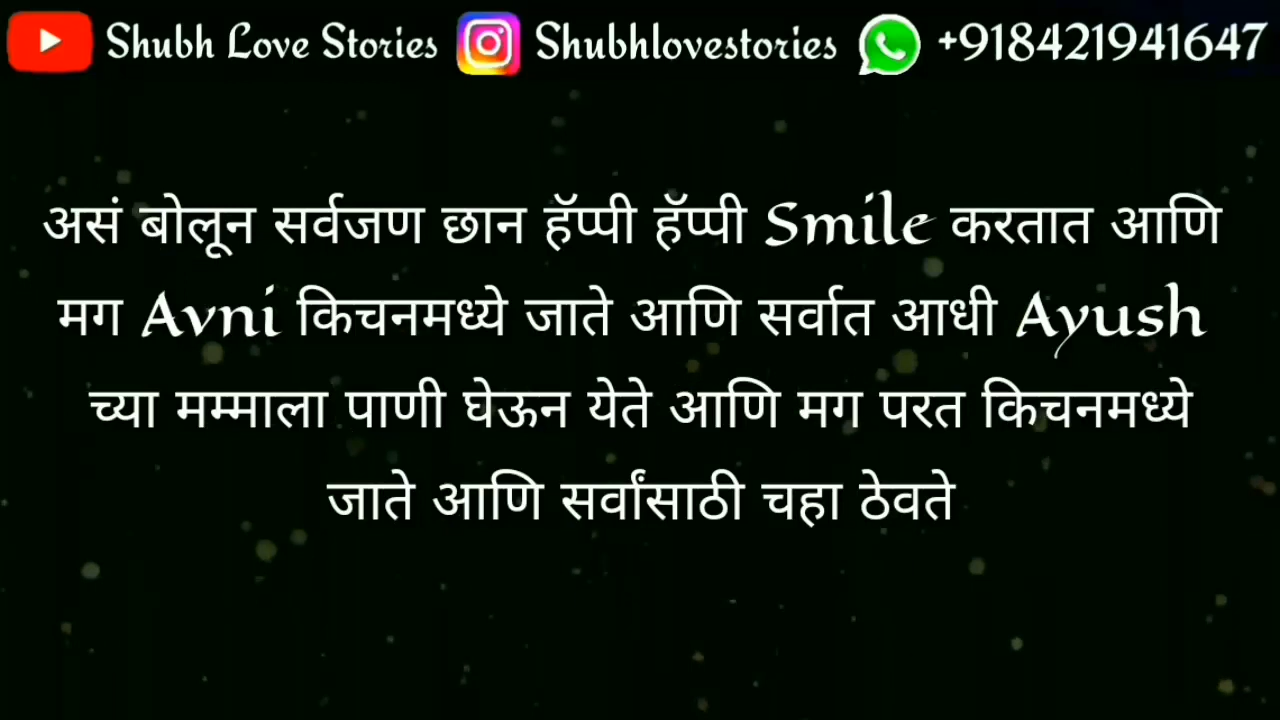 Shubh Love Stories Shubhlovestories +918421941647
असं बोलून सर्वजण छान हॅप्पी हॅप्पी Smile करतात आणि
मग Avni किचनमध्ये जाते आणि सर्वात आधी Ayush
च्या मम्माला पाणी घेऊन येते आणि मग परत किचनमध्ये
जाते आणि सर्वांसाठी चहा ठेवते